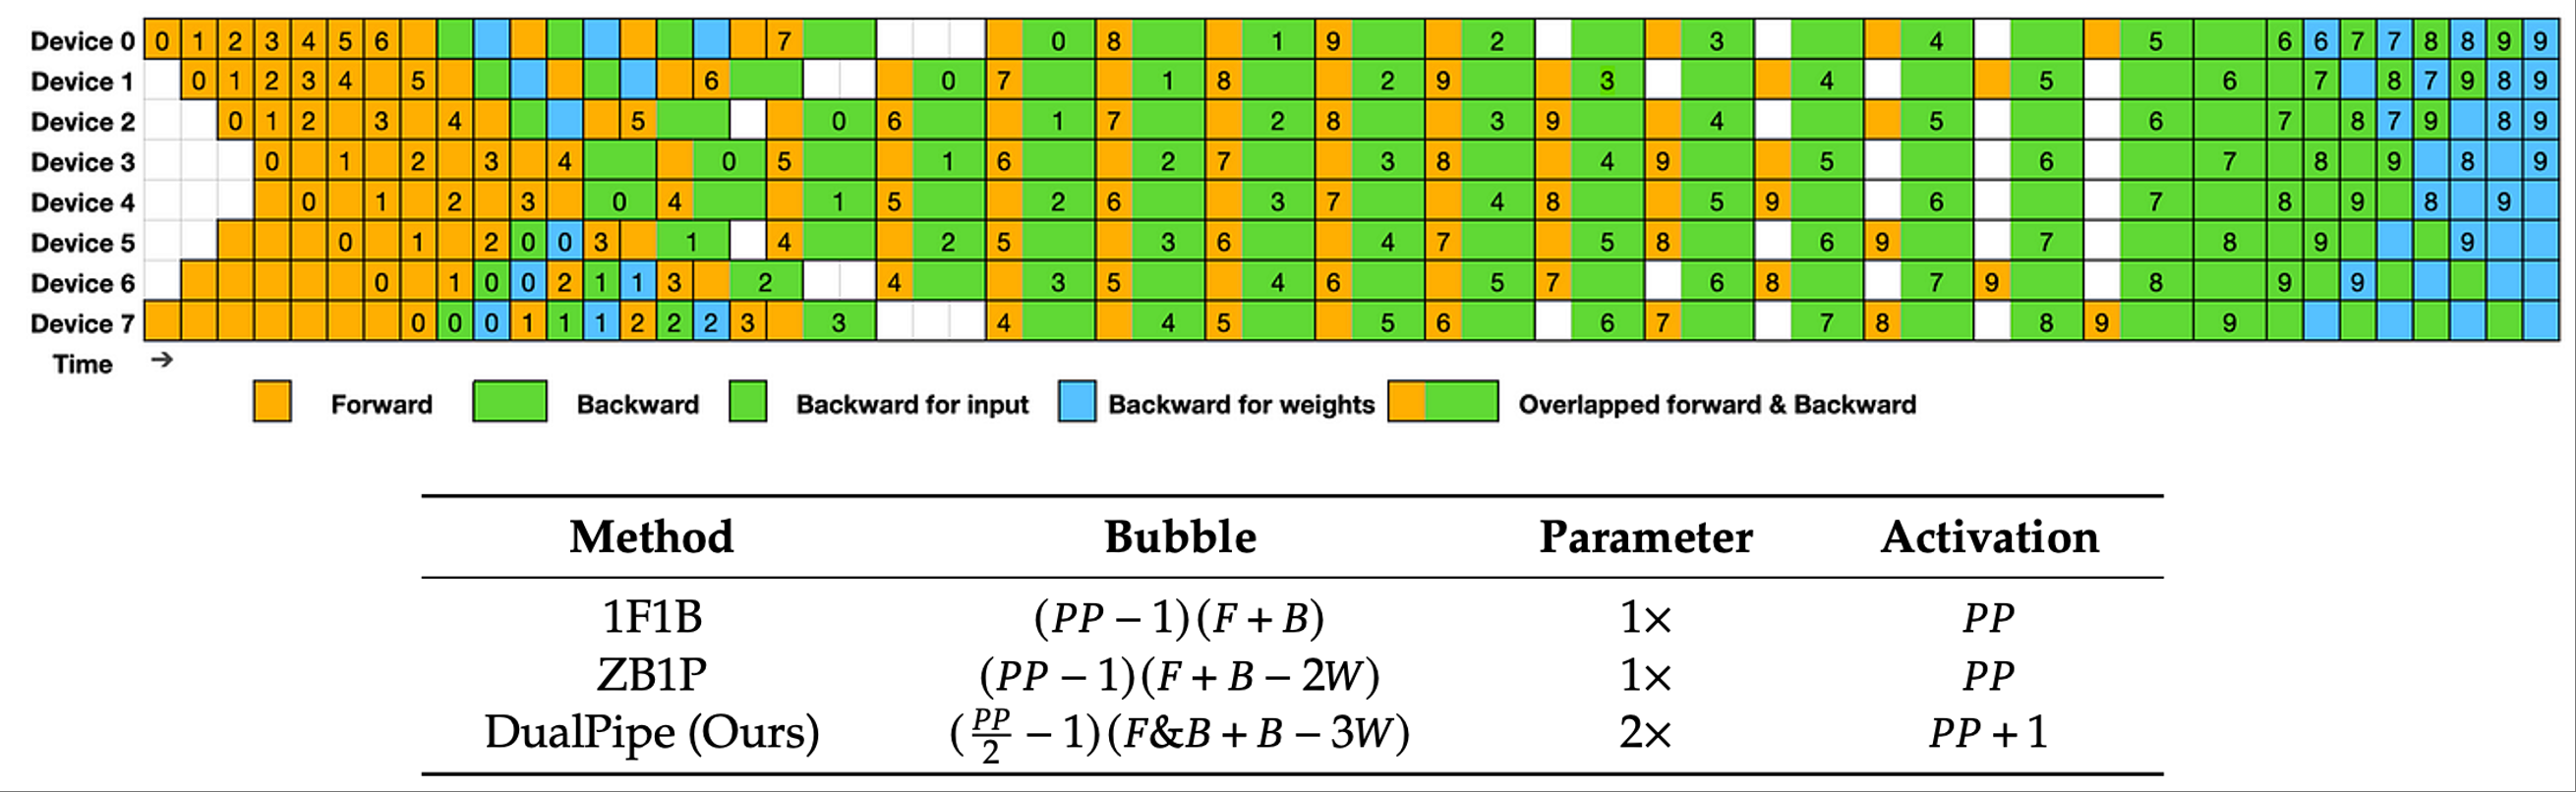 Device 0 0 1 2 3 4 5 6 7 0 8 1 9 2 3 4 5 6 6 7 7 8 8 9 9
Device 1 0 1 2 3 4 5 6 0 7 1 8 2 9 3 4 5 6 7 8 7 9 8 9
Device 2 0 1 2 3 4 5 0 6 1 7 2 8 3 9 4 5 6 7 8 7 9 8 9
Device 3 0 1 2 3 4 0 5 1 6 2 7 3 8 4 9 5 6 7 8 9 8 9
Device 4 0 1 2 3 0 4 1 5 2 6 3 7 4 8 5 9 6 7 8 9 8 9
Device 5 0 1 2 0 0 3 1 4 2 5 3 6 4 7 5 8 6 9 7 8 9 9
Device 6 0 1 0 0 2 1 1 3 2 4 3 5 4 6 5 7 6 8 7 9 8 9 9
Device 7 0 0 0 1 1 1 2 2 2 3 3 4 4 5 5 6 6 7 7 8 8 9 9
Time →
Forward Backward Backward for input Backward for weights Overlapped forward & Backward
Method Bubble Parameter Activation
1F1B (PP − 1)(F + B) 1× PP
ZB1P (PP − 1)(F + B − 2W) 1× PP
DualPipe (Ours) (PP/2 − 1)(F&B + B − 3W) 2× PP + 1